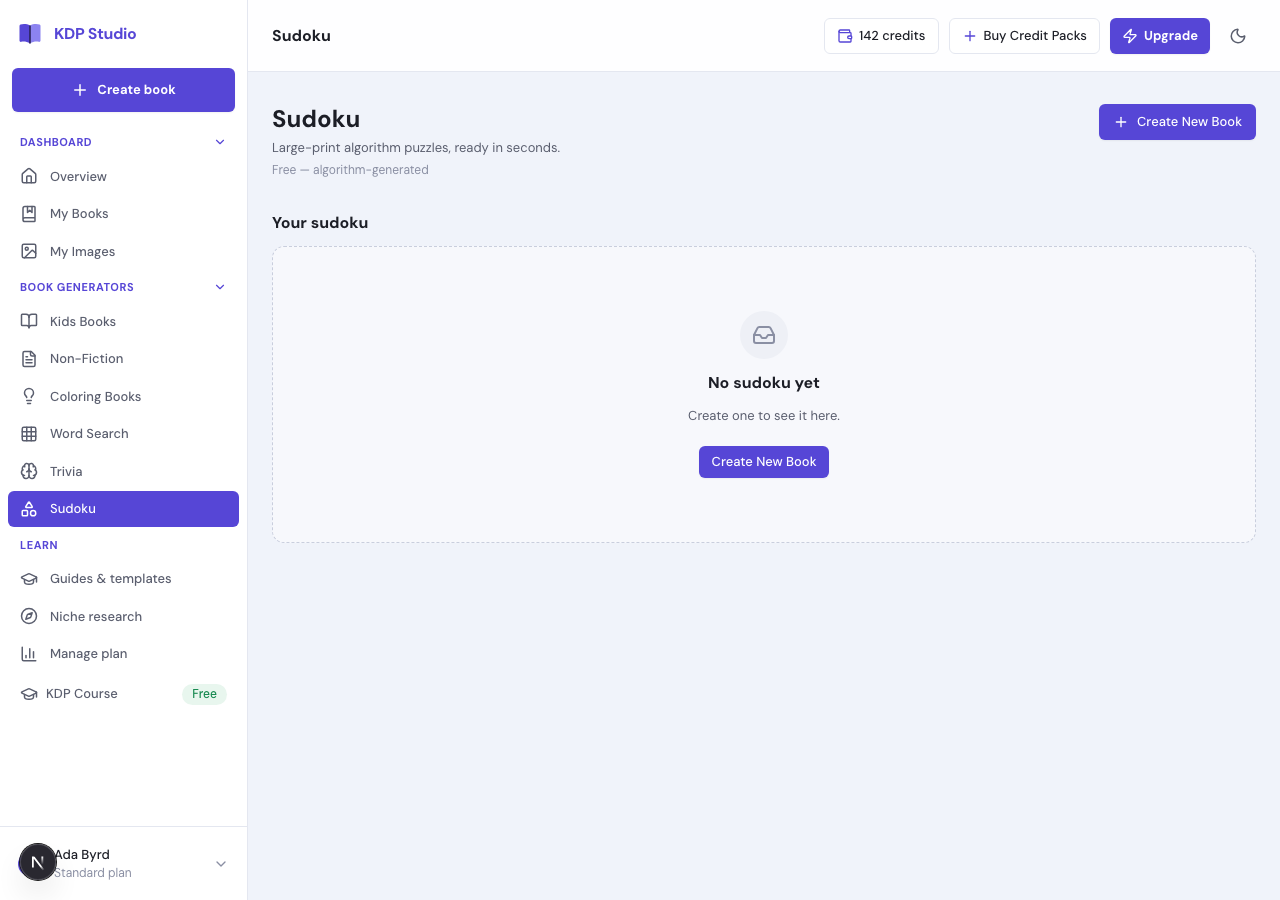 KDP Studio
Create book
DASHBOARD
Overview
My Books
My Images
BOOK GENERATORS
Kids Books
Non-Fiction
Coloring Books
Word Search
Trivia
Sudoku
LEARN
Guides & templates
Niche research
Manage plan
KDP Course Free
N
Ada Byrd
Standard plan
Sudoku
142 credits
Buy Credit Packs
Upgrade
Sudoku
Large-print algorithm puzzles, ready in seconds.
Free — algorithm-generated
Create New Book
Your sudoku
No sudoku yet
Create one to see it here.
Create New Book